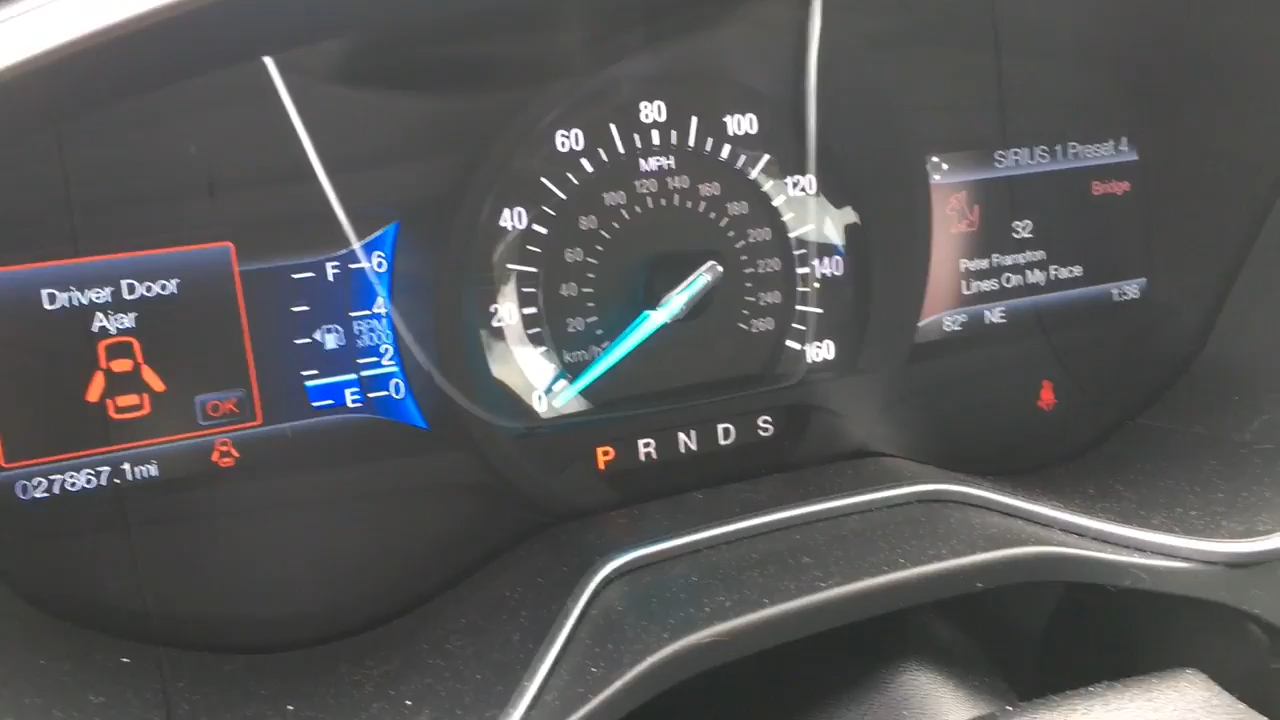 Driver Door
Ajar
OK
027867.1mi
F
E
6
4
RPM
x1000
2
0
0
20
40
60
80
100
120
140
160
MPH
20
40
60
80
100
120
140
160
180
200
220
240
260
km/h
P R N D S
SIRIUS 1 Preset 4
Bridge
32
Peter Frampton
Lines On My Face
82° NE